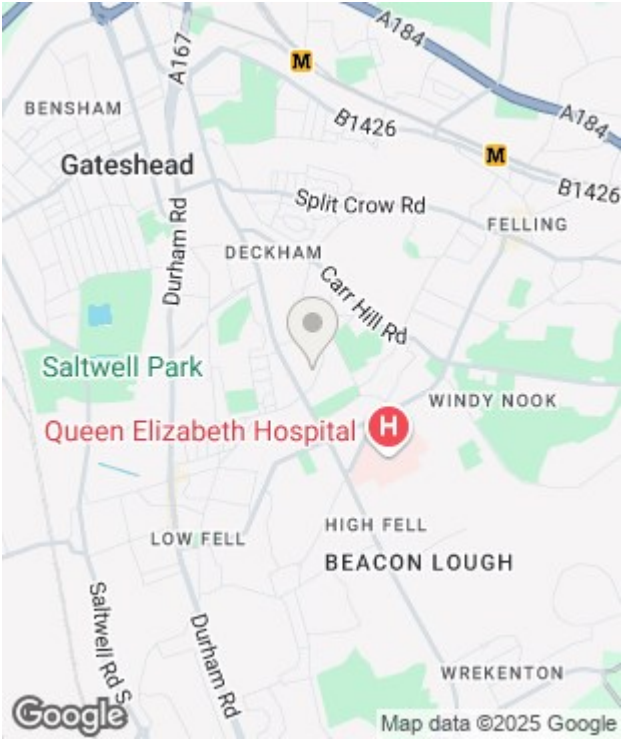 A184
A167
M
BENSHAM
B1426
A184
M
Gateshead
B1426
Split Crow Rd
FELLING
Durham Rd
DECKHAM
Carr Hill Rd
Saltwell Park
WINDY NOOK
Queen Elizabeth Hospital
H
HIGH FELL
LOW FELL
BEACON LOUGH
Saltwell Rd S
Durham Rd
WREKENTON
Google
Map data ©2025 Google